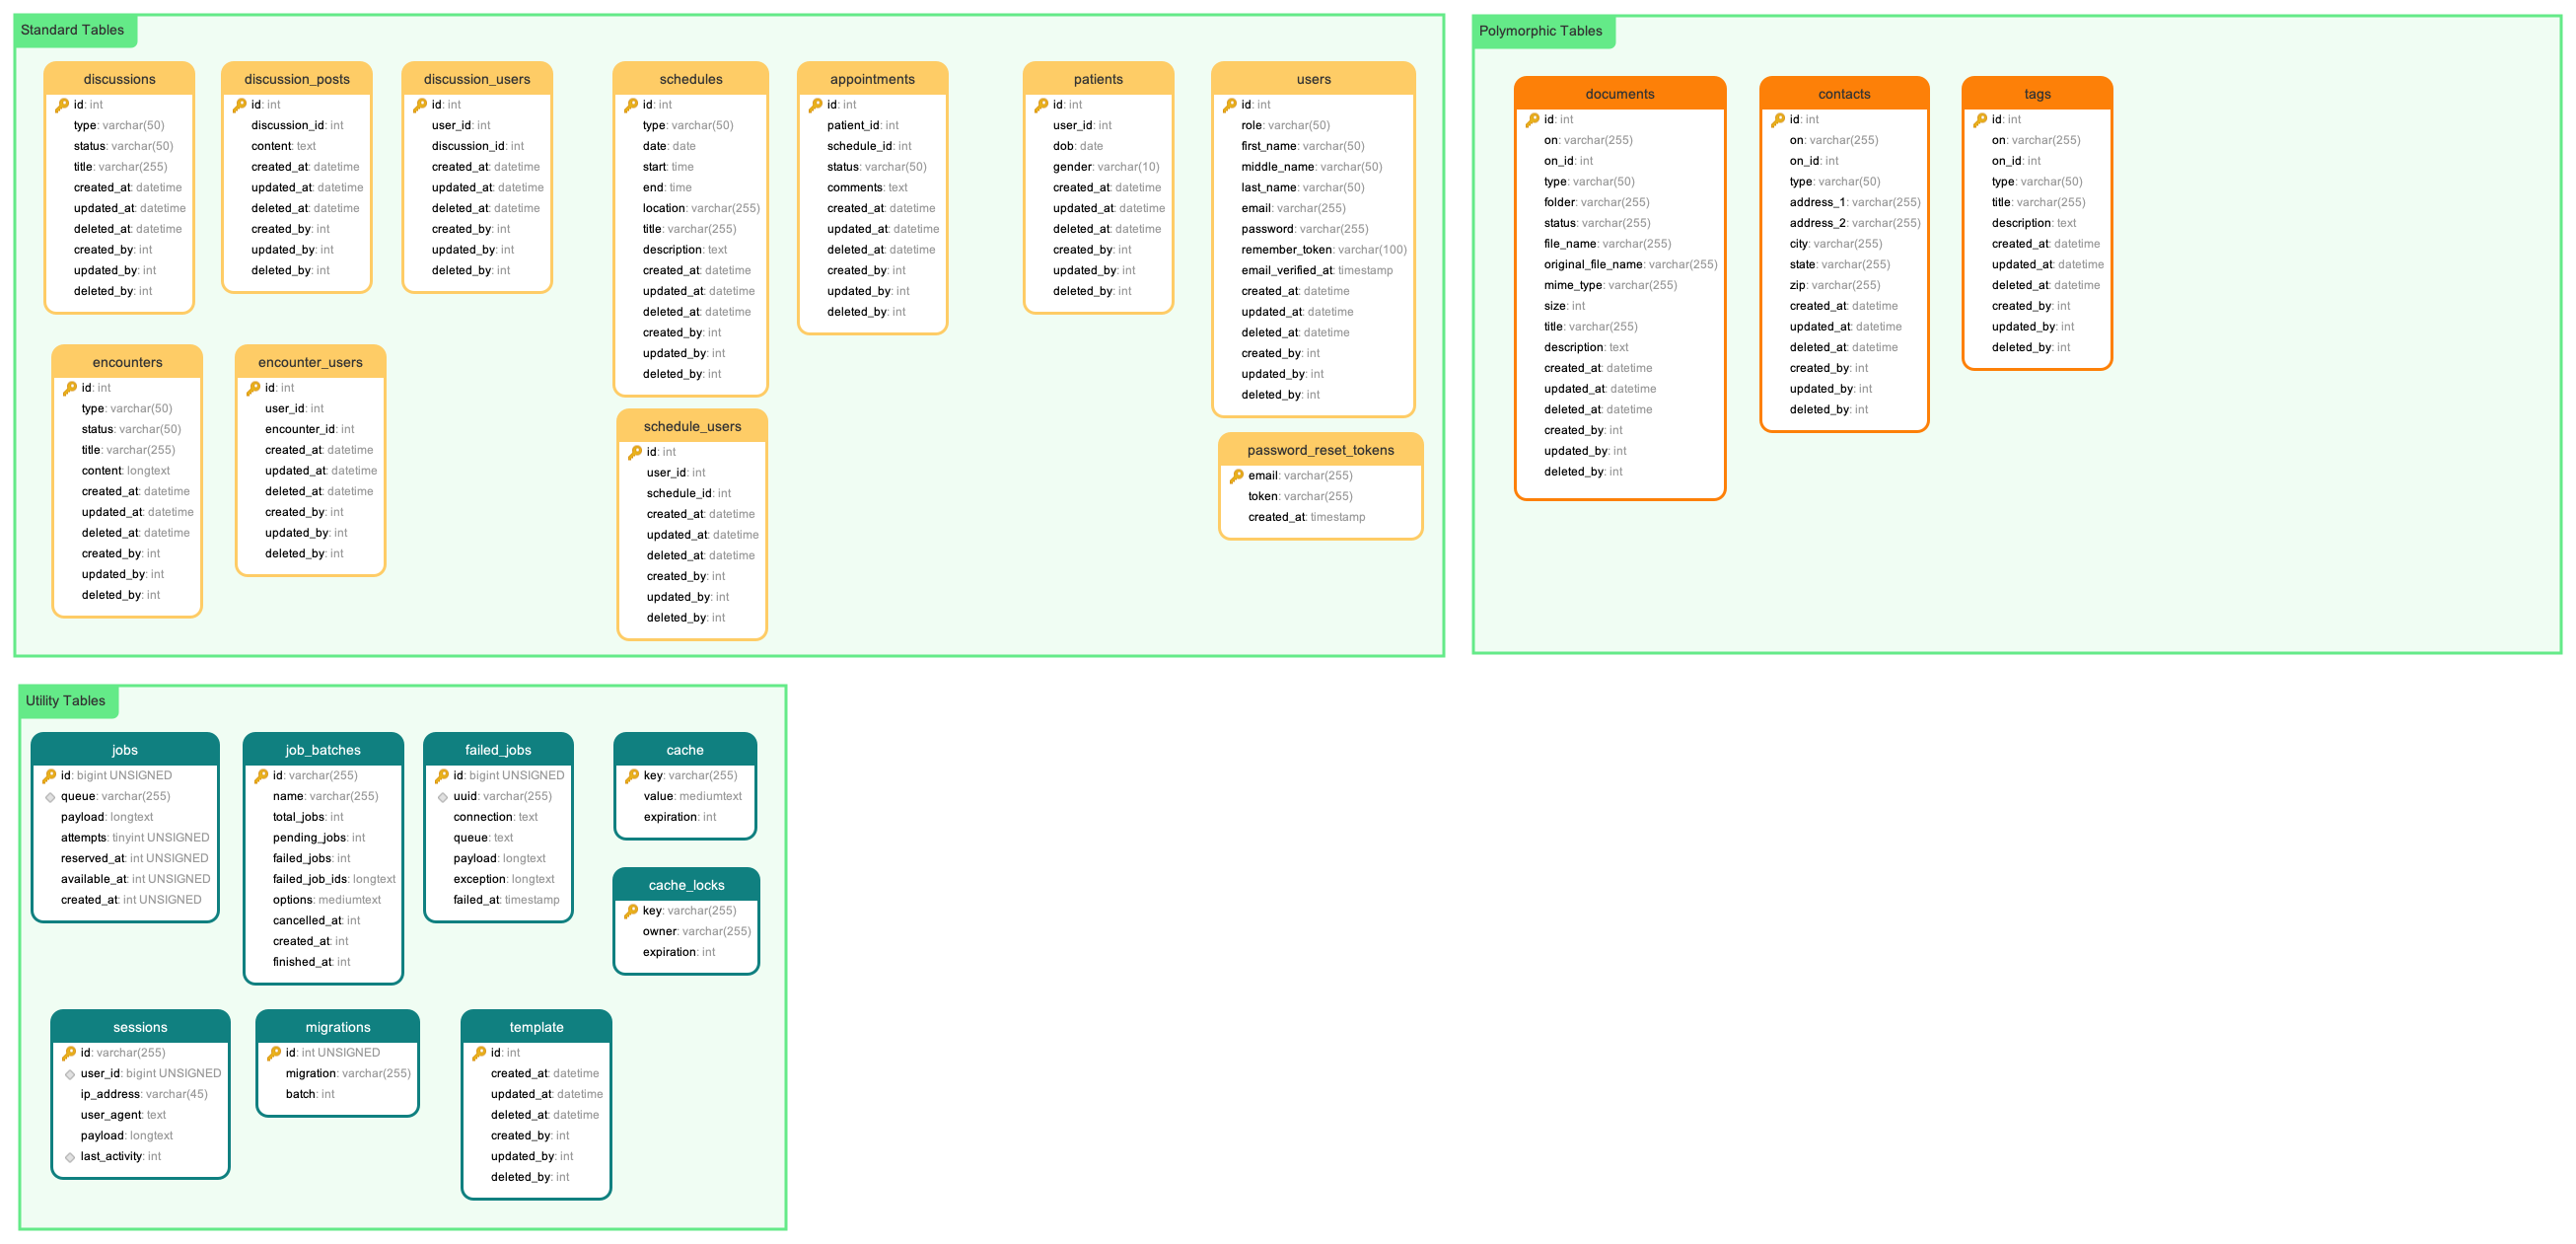 Standard Tables
discussions
id: int
type: varchar(50)
status: varchar(50)
title: varchar(255)
created_at: datetime
updated_at: datetime
deleted_at: datetime
created_by: int
updated_by: int
deleted_by: int
discussion_posts
id: int
discussion_id: int
content: text
created_at: datetime
updated_at: datetime
deleted_at: datetime
created_by: int
updated_by: int
deleted_by: int
discussion_users
id: int
user_id: int
discussion_id: int
created_at: datetime
updated_at: datetime
deleted_at: datetime
created_by: int
updated_by: int
deleted_by: int
schedules
id: int
type: varchar(50)
date: date
start: time
end: time
location: varchar(255)
title: varchar(255)
description: text
created_at: datetime
updated_at: datetime
deleted_at: datetime
created_by: int
updated_by: int
deleted_by: int
appointments
id: int
patient_id: int
schedule_id: int
status: varchar(50)
comments: text
created_at: datetime
updated_at: datetime
deleted_at: datetime
created_by: int
updated_by: int
deleted_by: int
patients
id: int
user_id: int
dob: date
gender: varchar(10)
created_at: datetime
updated_at: datetime
deleted_at: datetime
created_by: int
updated_by: int
deleted_by: int
users
id: int
role: varchar(50)
first_name: varchar(50)
middle_name: varchar(50)
last_name: varchar(50)
email: varchar(255)
password: varchar(255)
remember_token: varchar(100)
email_verified_at: timestamp
created_at: datetime
updated_at: datetime
deleted_at: datetime
created_by: int
updated_by: int
deleted_by: int
encounters
id: int
type: varchar(50)
status: varchar(50)
title: varchar(255)
content: longtext
created_at: datetime
updated_at: datetime
deleted_at: datetime
created_by: int
updated_by: int
deleted_by: int
encounter_users
id: int
user_id: int
encounter_id: int
created_at: datetime
updated_at: datetime
deleted_at: datetime
created_by: int
updated_by: int
deleted_by: int
schedule_users
id: int
user_id: int
schedule_id: int
created_at: datetime
updated_at: datetime
deleted_at: datetime
created_by: int
updated_by: int
deleted_by: int
password_reset_tokens
email: varchar(255)
token: varchar(255)
created_at: timestamp
Polymorphic Tables
documents
id: int
on: varchar(255)
on_id: int
type: varchar(50)
folder: varchar(255)
status: varchar(255)
file_name: varchar(255)
original_file_name: varchar(255)
mime_type: varchar(255)
size: int
title: varchar(255)
description: text
created_at: datetime
updated_at: datetime
deleted_at: datetime
created_by: int
updated_by: int
deleted_by: int
contacts
id: int
on: varchar(255)
on_id: int
type: varchar(50)
address_1: varchar(255)
address_2: varchar(255)
city: varchar(255)
state: varchar(255)
zip: varchar(255)
created_at: datetime
updated_at: datetime
deleted_at: datetime
created_by: int
updated_by: int
deleted_by: int
tags
id: int
on: varchar(255)
on_id: int
type: varchar(50)
title: varchar(255)
description: text
created_at: datetime
updated_at: datetime
deleted_at: datetime
created_by: int
updated_by: int
deleted_by: int
Utility Tables
jobs
id: bigint UNSIGNED
queue: varchar(255)
payload: longtext
attempts: tinyint UNSIGNED
reserved_at: int UNSIGNED
available_at: int UNSIGNED
created_at: int UNSIGNED
job_batches
id: varchar(255)
name: varchar(255)
total_jobs: int
pending_jobs: int
failed_jobs: int
failed_job_ids: longtext
options: mediumtext
cancelled_at: int
created_at: int
finished_at: int
failed_jobs
id: bigint UNSIGNED
uuid: varchar(255)
connection: text
queue: text
payload: longtext
exception: longtext
failed_at: timestamp
cache
key: varchar(255)
value: mediumtext
expiration: int
cache_locks
key: varchar(255)
owner: varchar(255)
expiration: int
sessions
id: varchar(255)
user_id: bigint UNSIGNED
ip_address: varchar(45)
user_agent: text
payload: longtext
last_activity: int
migrations
id: int UNSIGNED
migration: varchar(255)
batch: int
template
id: int
created_at: datetime
updated_at: datetime
deleted_at: datetime
created_by: int
updated_by: int
deleted_by: int